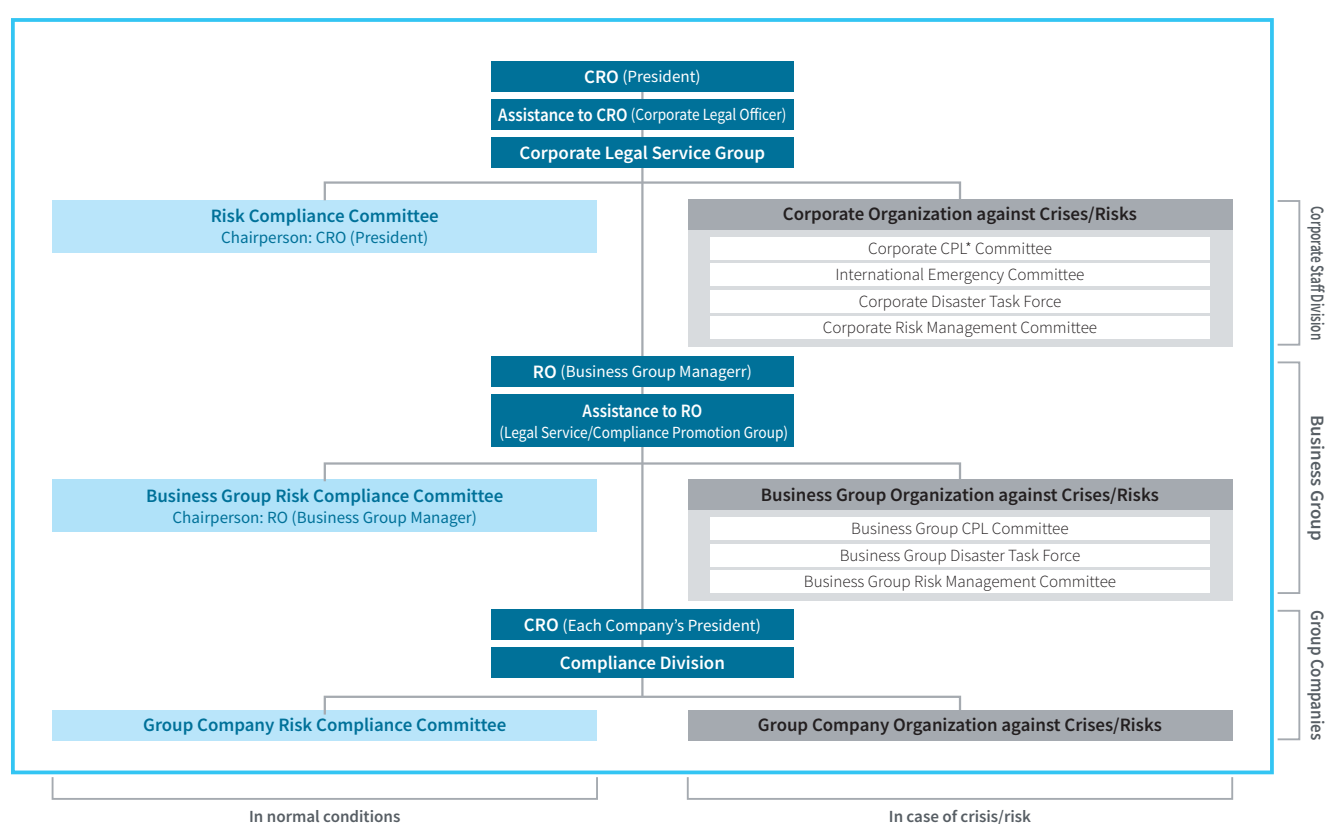 CRO (President)
Assistance to CRO (Corporate Legal Officer)
Corporate Legal Service Group
Risk Compliance Committee
Chairperson: CRO (President)
Corporate Organization against Crises/Risks
Corporate CPL* Committee
International Emergency Committee
Corporate Disaster Task Force
Corporate Risk Management Committee
Corporate Staff Division
RO (Business Group Managerr)
Assistance to RO
(Legal Service/Compliance Promotion Group)
Business Group Risk Compliance Committee
Chairperson: RO (Business Group Manager)
Business Group Organization against Crises/Risks
Business Group CPL Committee
Business Group Disaster Task Force
Business Group Risk Management Committee
Business Group
CRO (Each Company’s President)
Compliance Division
Group Company Risk Compliance Committee
Group Company Organization against Crises/Risks
Group Companies
In normal conditions
In case of crisis/risk